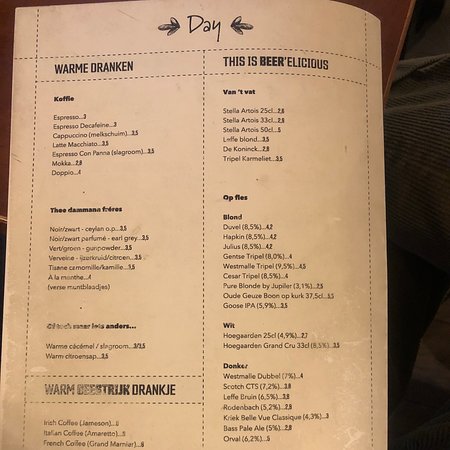 Day
WARME DRANKEN
Koffie
Espresso...3
Espresso Decafeïne...3
Cappuccino (melkschuim)...3,5
Latte Macchiato...3,5
Espresso Con Panna (slagroom)...3,5
Mokka...2,8
Doppio...4
Thee dammann fréres
Noir/zwart - ceylan o.p...3,5
Noir/zwart parfumé - earl grey...3,5
Vert/groen - gunpowder...3,5
Verveine - ijzerkruid/citroen...3,5
Tisane camomille/kamille...3,5
A la menthe...4
(verse muntblaadjes)
Of toch maar iets anders...
Warme cécémel / slagroom...3/3,5
Warm citroensap...3,5
WARM BEESTRIJK DRANKJE
Irish Coffee (Jameson)...8
Italian Coffee (Amaretto)...8
French Coffee (Grand Marnier)...8
THIS IS BEER'ELICIOUS
Van 't vat
Stella Artois 25cl...2,8
Stella Artois 33cl...2,9
Stella Artois 50cl...5
Leffe blond...3,5
De Koninck...2,8
Tripel Karmeliet...3,5
Op fles
Blond
Duvel (8,5%)...4,2
Hapkin (8,5%)...4,2
Julius (8,5%)...4,2
Gentse Tripel (8,0%)...4
Westmalle Tripel (9,5%)...4,5
Cesar Tripel (8,5%)...4
Pure Blonde by Jupiler (3,1%)...2,8
Oude Geuze Boon op kurk 37,5cl...
Goose IPA (5,9%)...3,5
Wit
Hoegaarden 25cl (4,9%)...2,7
Hoegaarden Grand Cru 33cl (8,5%)...3,5
Donker
Westmalle Dubbel (7%)...4
Scotch CTS (7,2%)...3,8
Leffe Bruin (6,5%)...3,6
Rodenbach (5,2%)...2,8
Kriek Belle Vue Classique (4,3%)...3
Bass Pale Ale (5%)...2,8
Orval (6,2%)...5